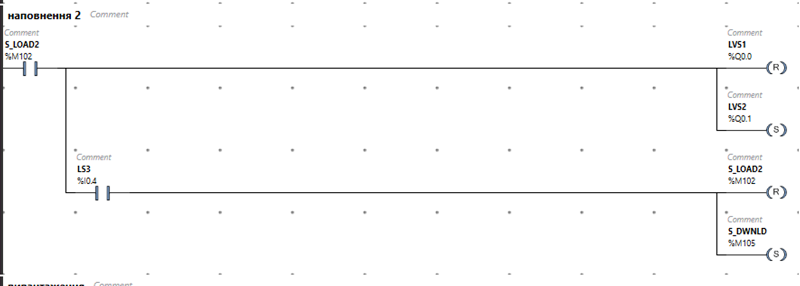 наповнення 2 Comment
Comment
S_LOAD2
%M102
Comment
LVS1
%Q0.0
R
Comment
LVS2
%Q0.1
S
Comment
LS3
%I0.4
Comment
S_LOAD2
%M102
R
Comment
S_DWNLD
%M105
S
Comment